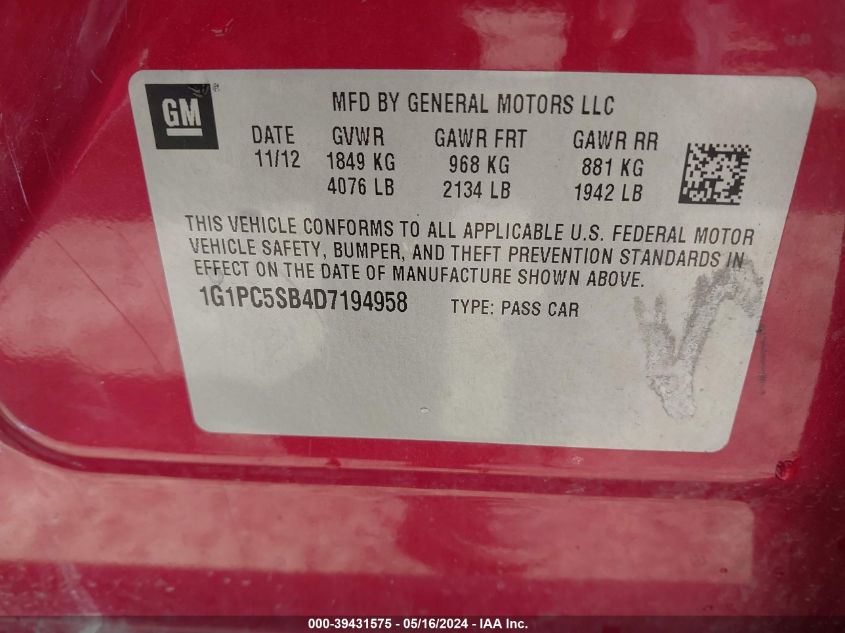 GM
MFD BY GENERAL MOTORS LLC
DATE GVWR GAWR FRT GAWR RR
11/12 1849 KG 968 KG 881 KG
4076 LB 2134 LB 1942 LB
THIS VEHICLE CONFORMS TO ALL APPLICABLE U.S. FEDERAL MOTOR
VEHICLE SAFETY, BUMPER, AND THEFT PREVENTION STANDARDS IN
EFFECT ON THE DATE OF MANUFACTURE SHOWN ABOVE.
1G1PC5SB4D7194958 TYPE: PASS CAR
000-39431575 - 05/16/2024 - IAA Inc.